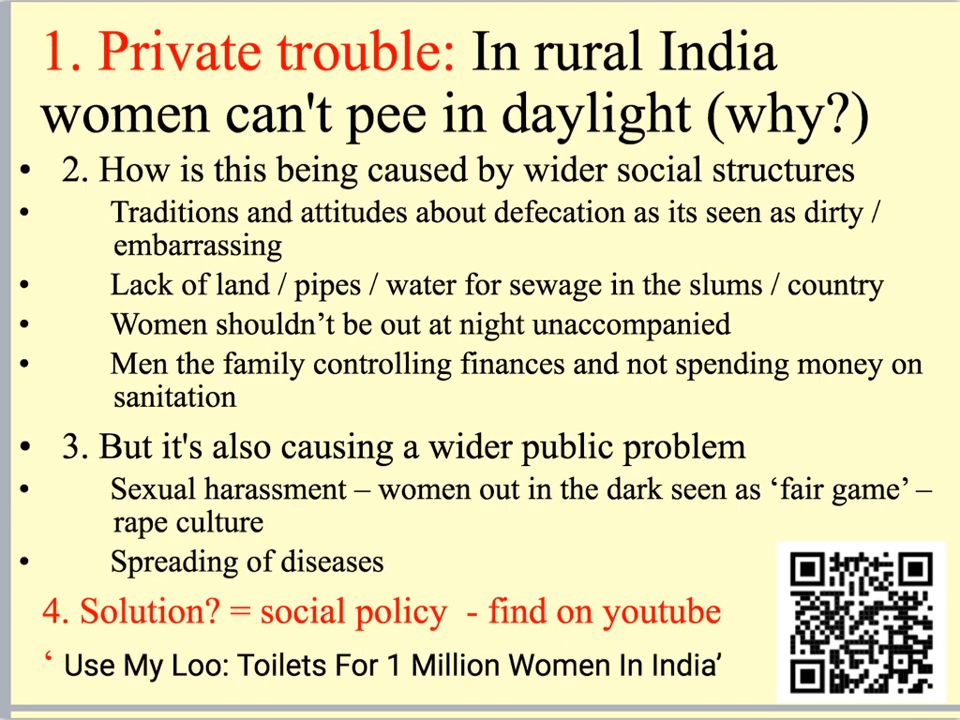 1. Private trouble: In rural India
women can't pee in daylight (why?)
• 2. How is this being caused by wider social structures
• Traditions and attitudes about defecation as its seen as dirty /
embarrassing
• Lack of land / pipes / water for sewage in the slums / country
• Women shouldn’t be out at night unaccompanied
• Men the family controlling finances and not spending money on
sanitation
• 3. But it's also causing a wider public problem
• Sexual harassment – women out in the dark seen as ‘fair game’ –
rape culture
• Spreading of diseases
4. Solution? = social policy - find on youtube
‘ Use My Loo: Toilets For 1 Million Women In India’